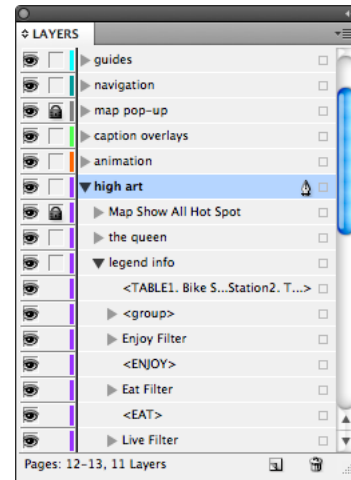 LAYERS
guides
navigation
map pop-up
caption overlays
animation
high art
Map Show All Hot Spot
the queen
legend info
<TABLE1. Bike S...Station2. T...>
<group>
Enjoy Filter
<ENJOY>
Eat Filter
<EAT>
Live Filter
Pages: 12-13, 11 Layers